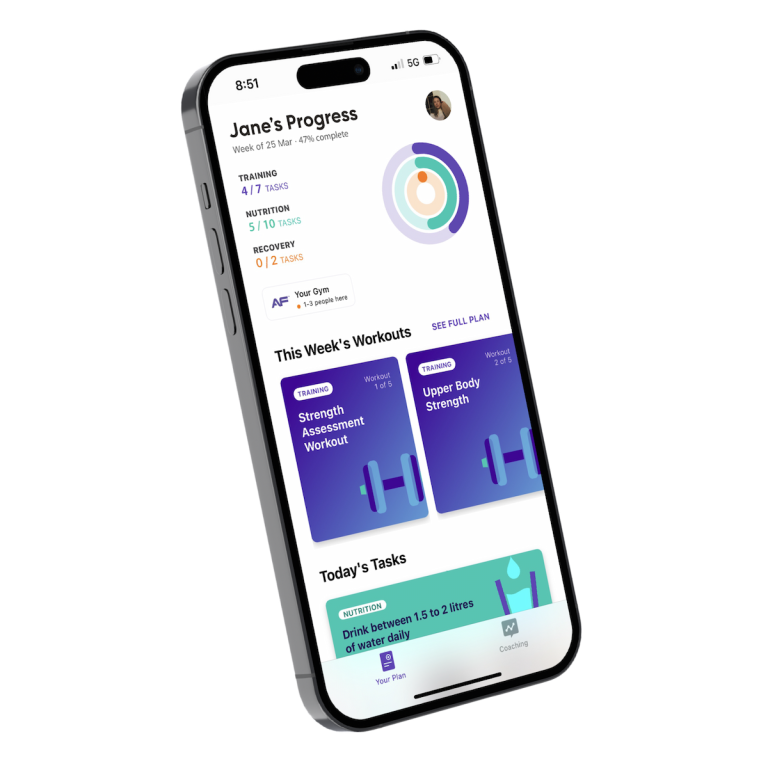 8:51
5G
Jane's Progress
Week of 25 Mar · 47% complete
TRAINING
4 / 7 TASKS
NUTRITION
5 / 10 TASKS
RECOVERY
0 / 2 TASKS
AF
Your Gym
1-3 people here
This Week's Workouts
SEE FULL PLAN
TRAINING
Workout
1 of 5
Strength
Assessment
Workout
TRAINING
Workout
2 of 5
Upper Body
Strength
Today's Tasks
NUTRITION
Drink between 1.5 to 2 litres
of water daily
Your Plan
Coaching